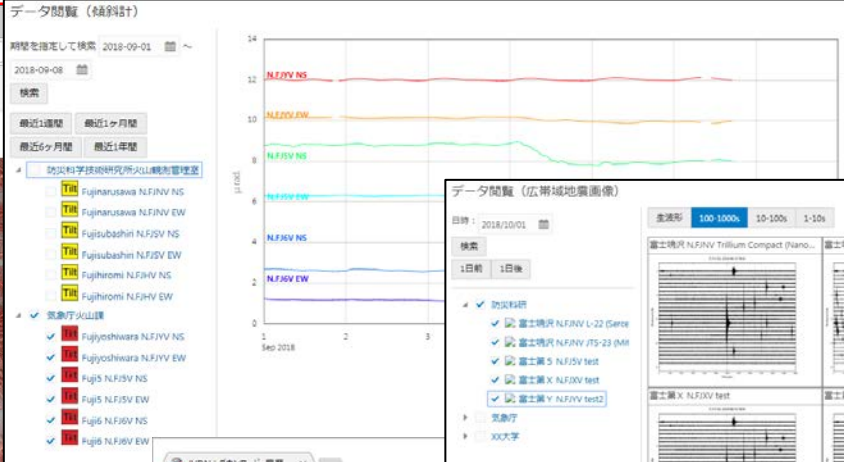 データ閲覧（傾斜計）
期間を指定して検索 2018-09-01 ～
2018-09-08
検索
最近1週間 最近1ヶ月間
最近6ヶ月間 最近1年間
防災科学技術研究所火山観測管理室
Tilt Fujinarusawa N.FJNV NS
Tilt Fujinarusawa N.FJNV EW
Tilt Fujisubashiri N.FJSV NS
Tilt Fujisubashiri N.FJSV EW
Tilt Fujihiromi N.FJHV NS
Tilt Fujihiromi N.FJHV EW
気象庁火山課
Tilt Fujiyoshiwara N.FJYV NS
Tilt Fujiyoshiwara N.FJYV EW
Tilt Fuji5 N.FJ5V NS
Tilt Fuji5 N.FJ5V EW
Tilt Fuji6 N.FJ6V NS
Tilt Fuji6 N.FJ6V EW
14
12
10
8
6
4
2
0
μ rad.
N.FJYV NS
N.FJYV EW
N.FJ5V NS
N.FJ5V EW
N.FJ6V NS
N.FJ6V EW
1 2 3
Sep 2018
データ閲覧（広帯域地震画像）
日時： 2018/10/01
検索
1日前 1日後
防災科研
富士鳴沢 N.FJNV L-22 (Serce
富士鳴沢 N.FJNV JTS-23 (Mit
富士第 5 N.FJ5V test
富士第 X N.FJXV test
富士第 Y N.FJYV test2
気象庁
XX大学
生波形 100-1000s 10-100s 1-10s
富士鳴沢 N.FJNV Trillium Compact (Nano...
富士第 X N.FJXV test